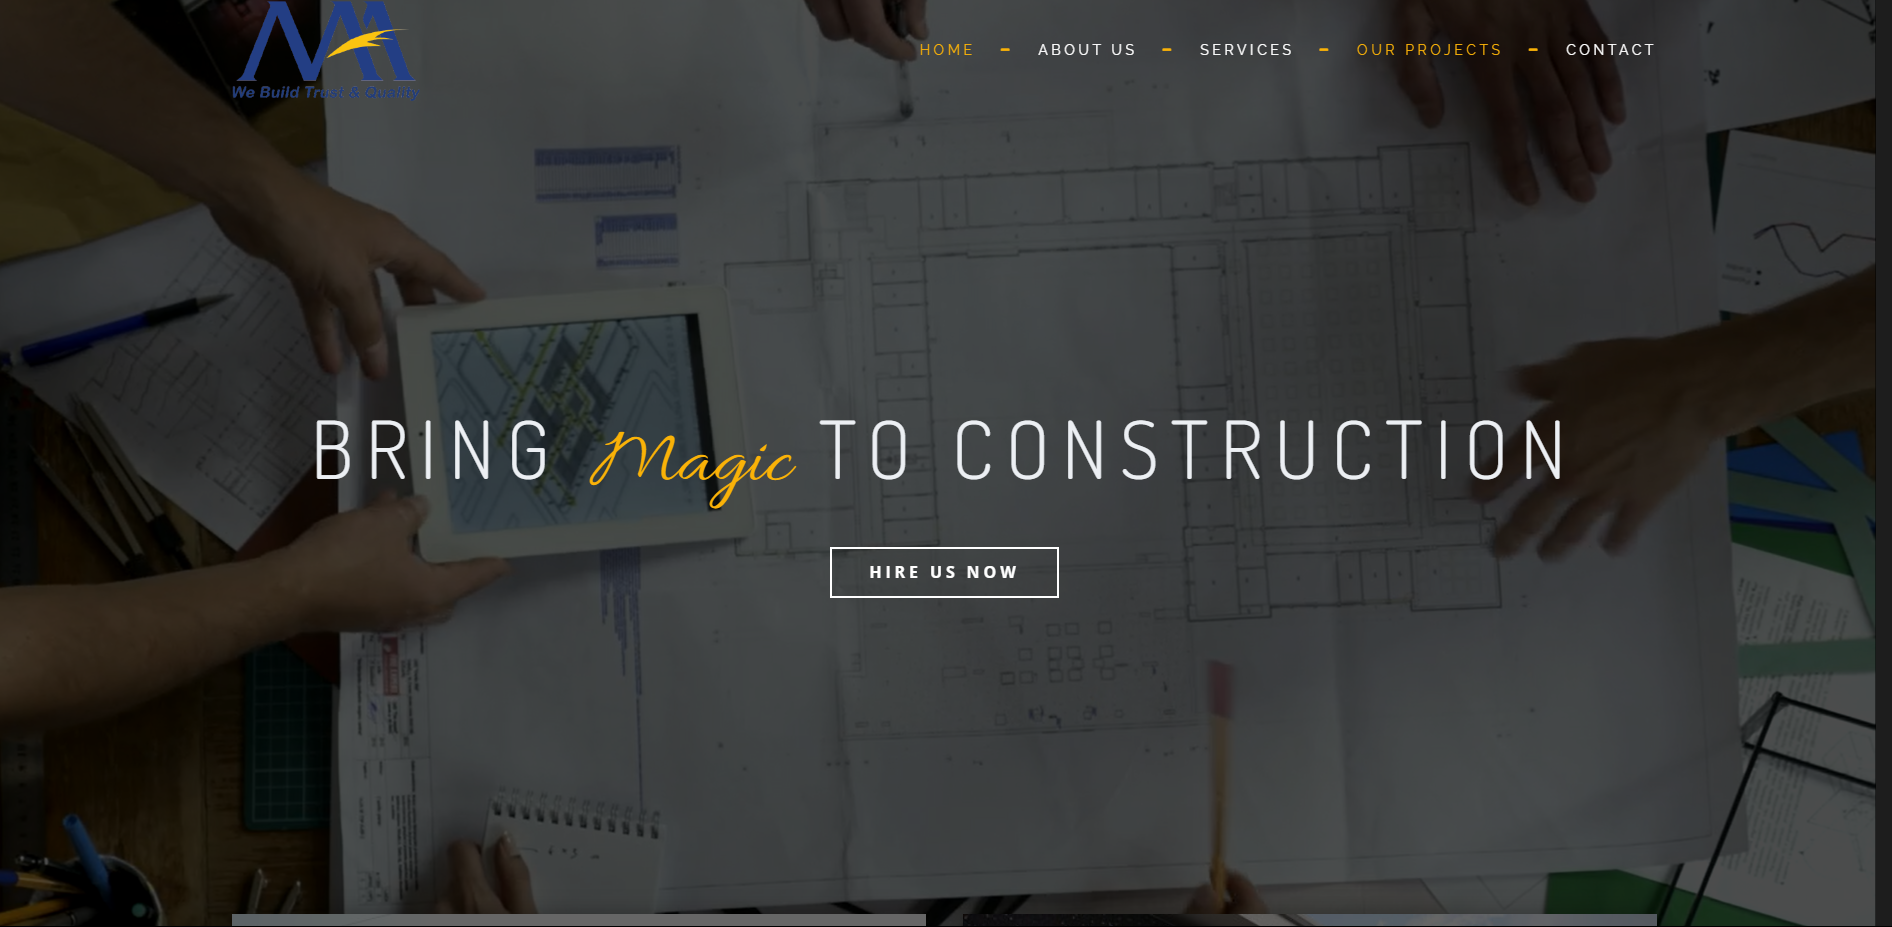 We Build Trust & Quality
HOME - ABOUT US - SERVICES - OUR PROJECTS - CONTACT
BRING Magic TO CONSTRUCTION
HIRE US NOW